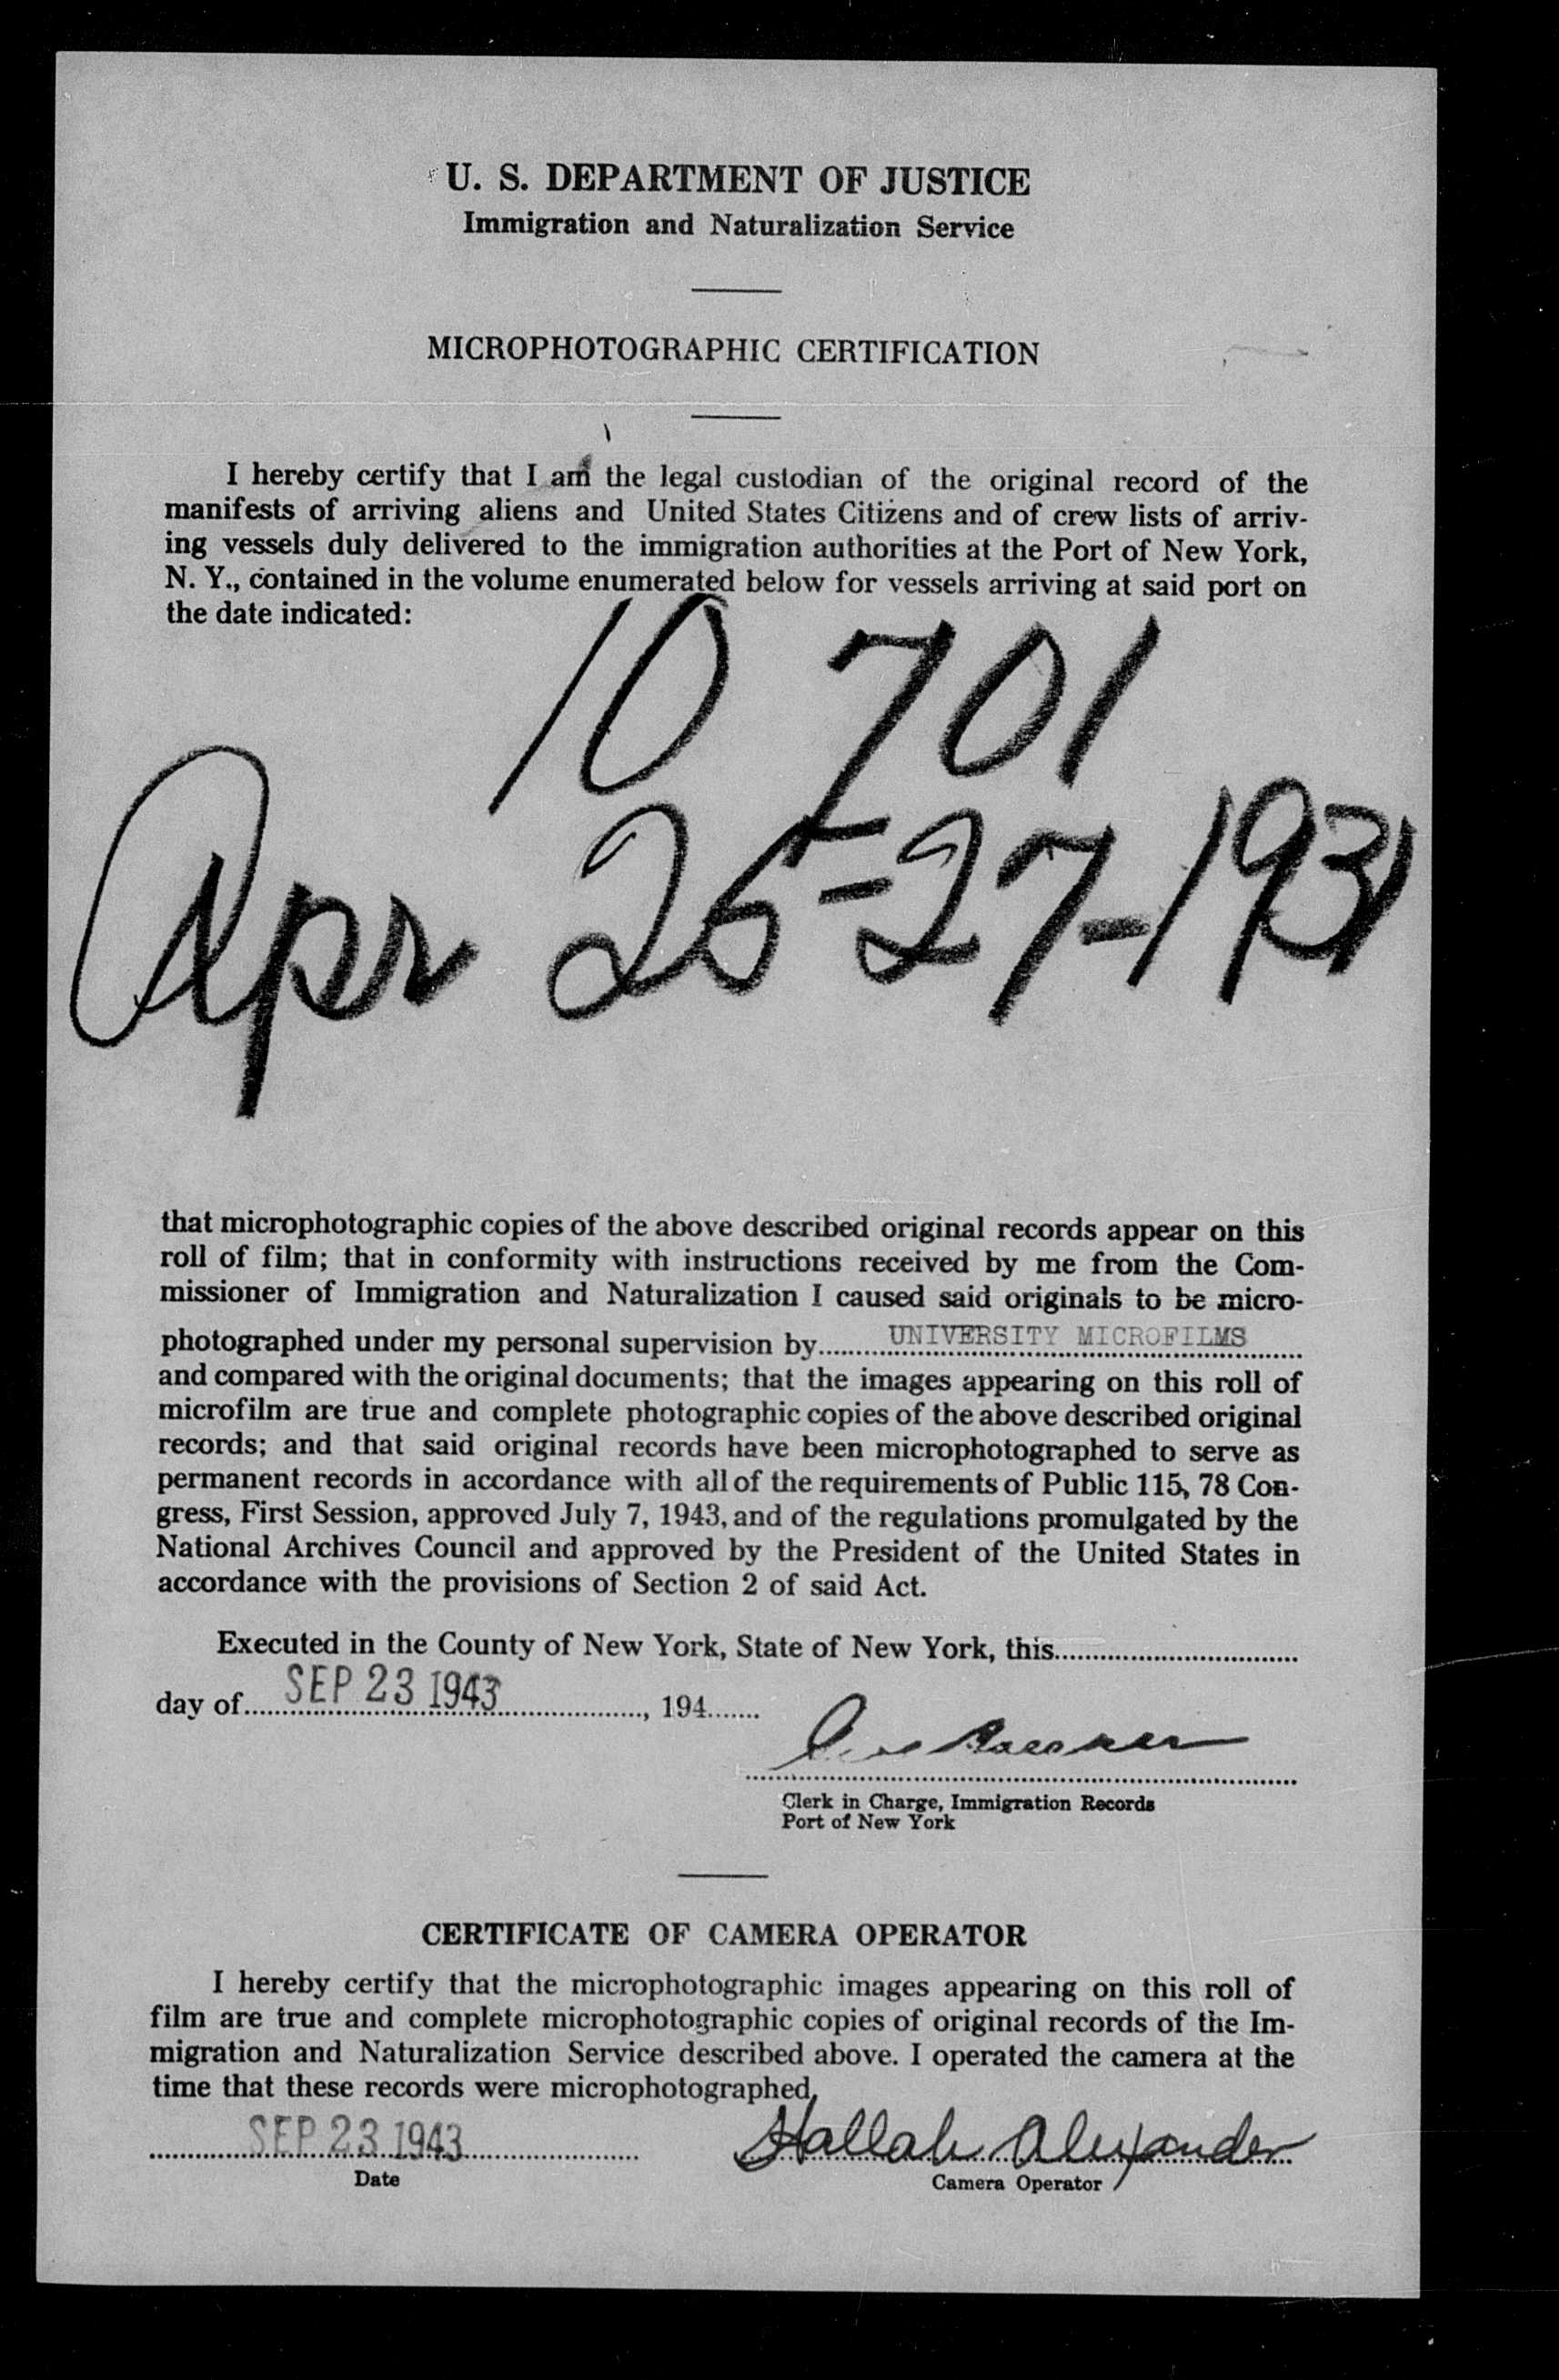 U. S. DEPARTMENT OF JUSTICE
Immigration and Naturalization Service
MICROPHOTOGRAPHIC CERTIFICATION
I hereby certify that I am the legal custodian of the original record of the
manifests of arriving aliens and United States Citizens and of crew lists of arriv-
ing vessels duly delivered to the immigration authorities at the Port of New York,
N. Y., contained in the volume enumerated below for vessels arriving at said port on
the date indicated:
10 701
Apr 25-27-1931
that microphotographic copies of the above described original records appear on this
roll of film; that in conformity with instructions received by me from the Com-
missioner of Immigration and Naturalization I caused said originals to be micro-
photographed under my personal supervision by UNIVERSITY MICROFILMS
and compared with the original documents; that the images appearing on this roll of
microfilm are true and complete photographic copies of the above described original
records; and that said original records have been microphotographed to serve as
permanent records in accordance with all of the requirements of Public 115, 78 Con-
gress, First Session, approved July 7, 1943, and of the regulations promulgated by the
National Archives Council and approved by the President of the United States in
accordance with the provisions of Section 2 of said Act.
Executed in the County of New York, State of New York, this
day of SEP 23 1943, 194
Clerk in Charge, Immigration Records
Port of New York
CERTIFICATE OF CAMERA OPERATOR
I hereby certify that the microphotographic images appearing on this roll of
film are true and complete microphotographic copies of original records of the Im-
migration and Naturalization Service described above. I operated the camera at the
time that these records were microphotographed.
SEP 23 1943 Hallah Alexander
Date Camera Operator